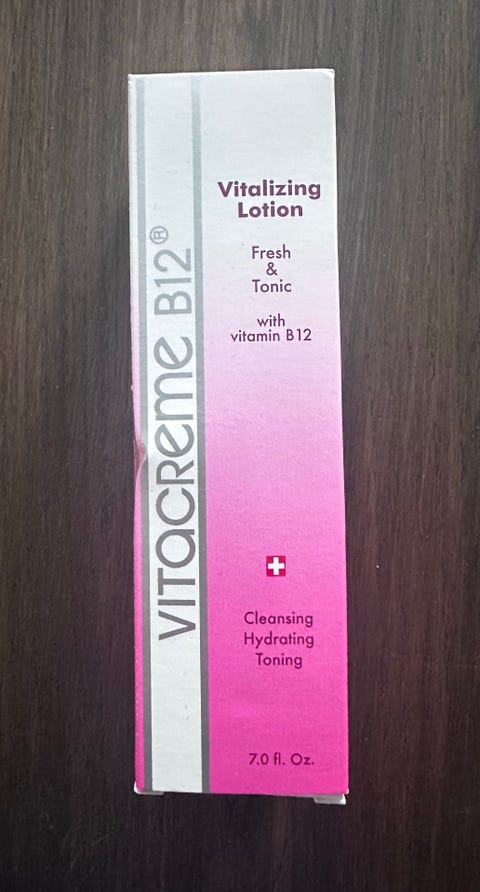 VITACREME B12®
Vitalizing
Lotion
Fresh
&
Tonic
with
vitamin B12
Cleansing
Hydrating
Toning
7.0 fl. Oz.